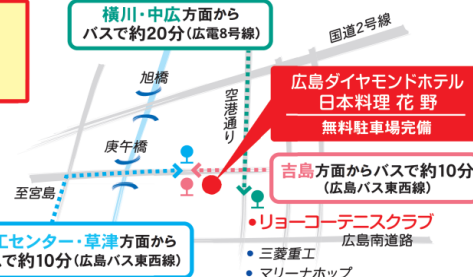 横川・中広方面から
バスで約20分（広電8号線）
国道2号線
旭橋
空港通り
広島ダイヤモンドホテル
日本料理 花 野
無料駐車場完備
庚午橋
至宮島
吉島方面からバスで約10分
（広島バス東西線）
工センター・草津方面から
で約10分（広島バス東西線）
•リョーコーテニスクラブ
広島南道路
• 三菱重工
• マリーナホップ